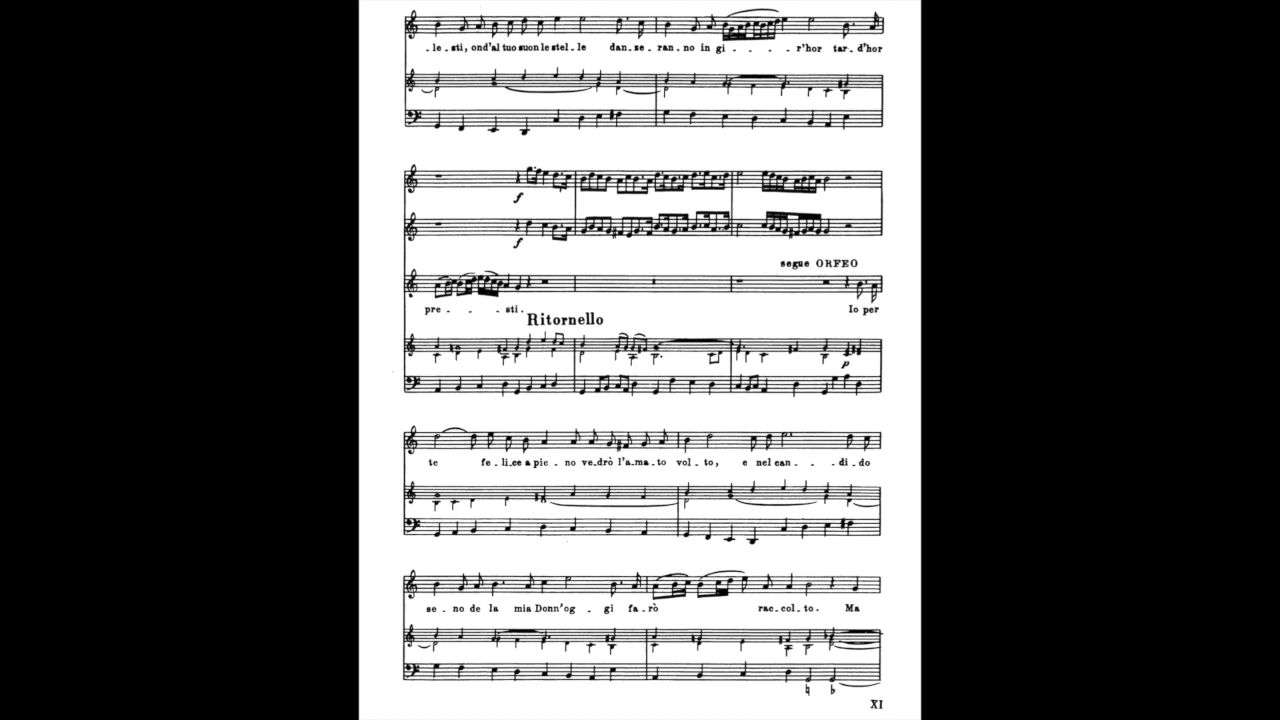 -le-sti, ond'al tuo suon le stel-le dan-se-ran-no in gi----r'hor tar-d'hor
f
f
segue ORFEO
pre----sti. Io per
Ritornello
p
te fe-li-ce a pie-no ve-drò l'a-ma-to vol-to, e nel can---di-do
se-no de la mia Donn'og-gi fa-rò rac-col-to. Ma
XI